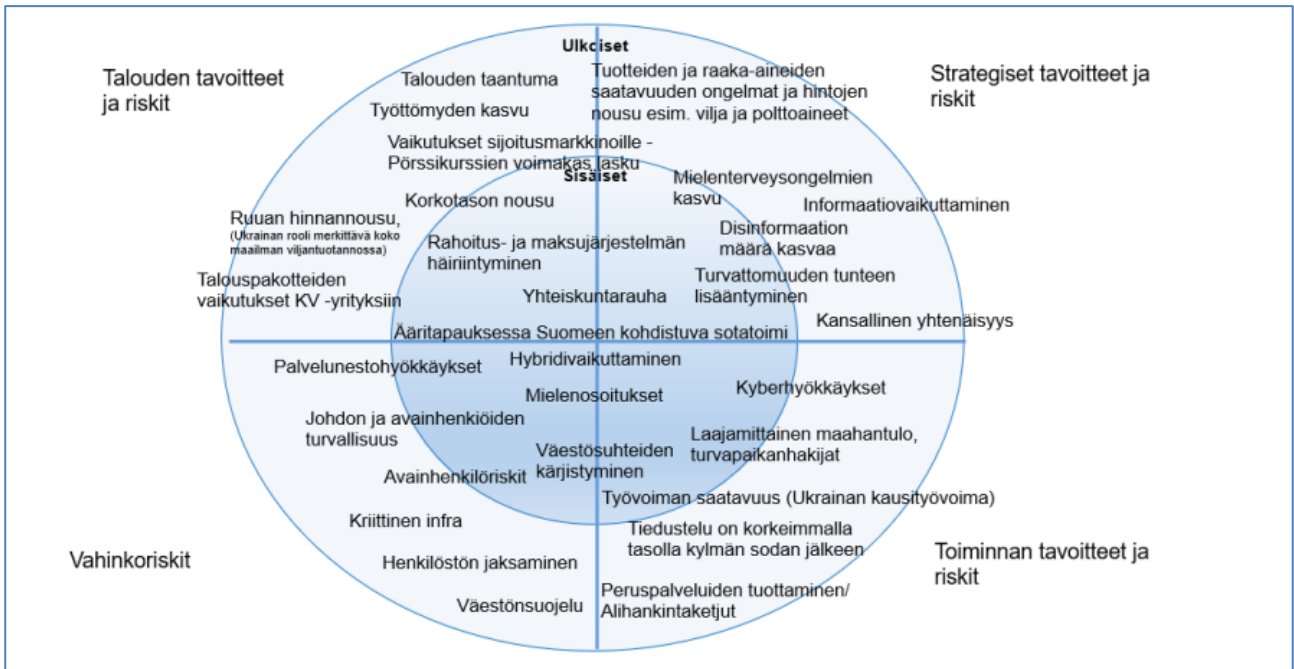 Ulkoiset
Talouden tavoitteet
ja riskit
Talouden taantuma
Työttömyden kasvu
Vaikutukset sijoitusmarkkinoille -
Pörssikurssien voimakas lasku
Korkotason nousu
Ruuan hinnannousu,
(Ukrainan rooli merkittävä koko
maailman viljantuotannossa)
Rahoitus- ja maksujärjestelmän
häiriintyminen
Talouspakotteiden
vaikutukset KV -yrityksiin
Strategiset tavoitteet ja
riskit
Tuotteiden ja raaka-aineiden
saatavuuden ongelmat ja hintojen
nousu esim. vilja ja polttoaineet
Sisäiset
Mielenterveysongelmien
kasvu
Informaatiovaikuttaminen
Disinformaation
määrä kasvaa
Turvattomuuden tunteen
lisääntyminen
Yhteiskuntarauha
Kansallinen yhtenäisyys
Ääritapauksessa Suomeen kohdistuva sotatoimi
Hybridivaikuttaminen
Palvelunestohyökkäykset
Mielenosoitukset
Kyberhyökkäykset
Johdon ja avainhenkiöiden
turvallisuus
Väestösuhteiden
kärjistyminen
Laajamittainen maahantulo,
turvapaikanhakijat
Avainhenkilöriskit
Työvoiman saatavuus (Ukrainan kausityövoima)
Kriittinen infra
Tiedustelu on korkeimmalla
tasolla kylmän sodan jälkeen
Vahinkoriskit
Henkilöstön jaksaminen
Toiminnan tavoitteet ja
riskit
Väestönsuojelu
Peruspalveluiden tuottaminen/
Alihankintaketjut